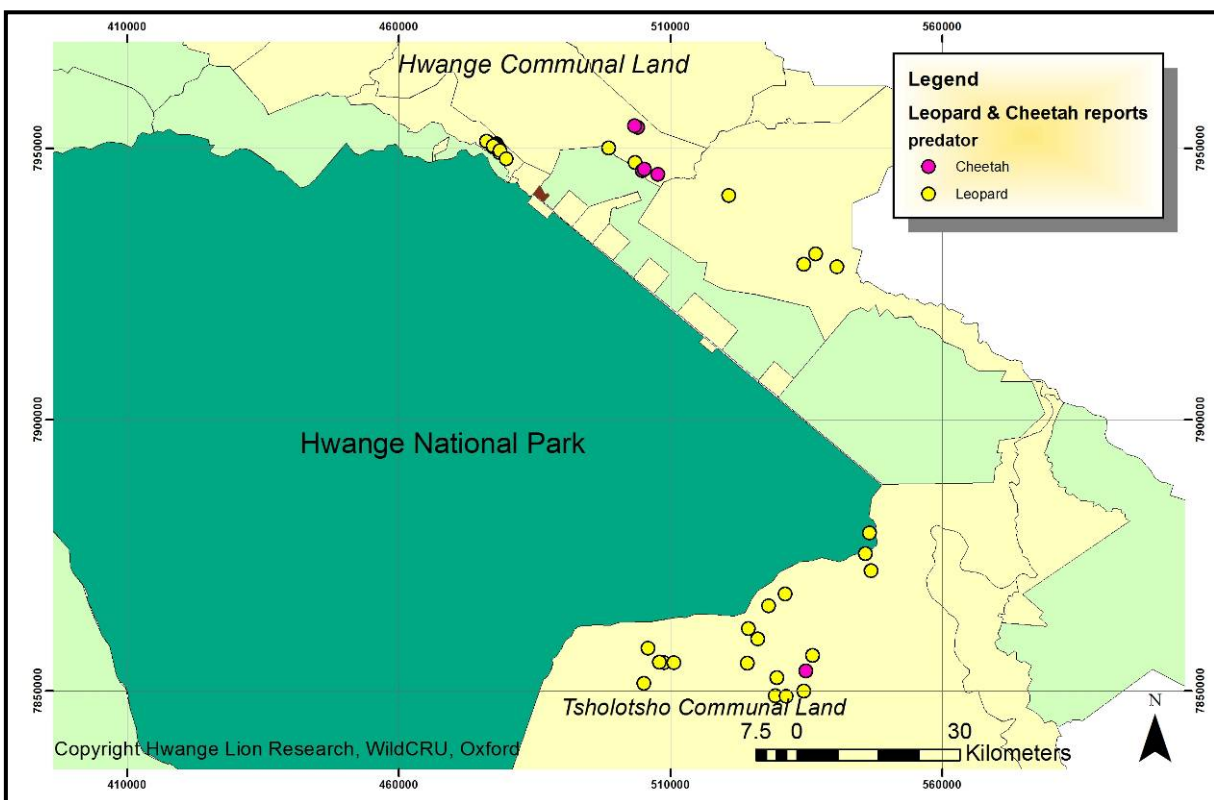 410000
460000
510000
560000
Hwange Communal Land
Legend
Leopard & Cheetah reports
predator
Cheetah
Leopard
7950000
7950000
7900000
7900000
Hwange National Park
7850000
7850000
Tsholotsho Communal Land
N
7.5 0 30
Kilometers
Copyright Hwange Lion Research, WildCRU, Oxford
410000
460000
510000
560000